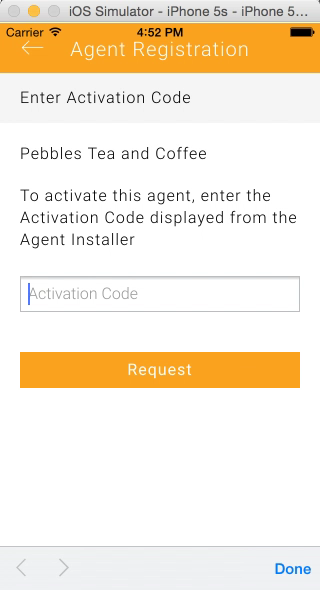 iOS Simulator - iPhone 5s - iPhone 5...
Carrier 4:52 PM
Agent Registration
Enter Activation Code
Pebbles Tea and Coffee
To activate this agent, enter the
Activation Code displayed from the
Agent Installer
Activation Code
Request
Done